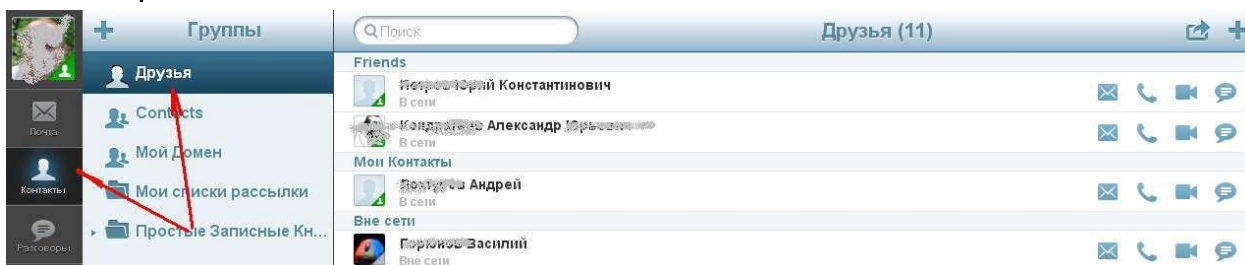 Группы
Поиск
Друзья (11)
Почта
Контакты
Разговоры
Друзья
Contacts
Мой Домен
Мои списки рассылки
Простые Записные Кн...
Friends
Константинович
В сети
Александр
В сети
Мои Контакты
Андрей
В сети
Вне сети
Василий
Вне сети